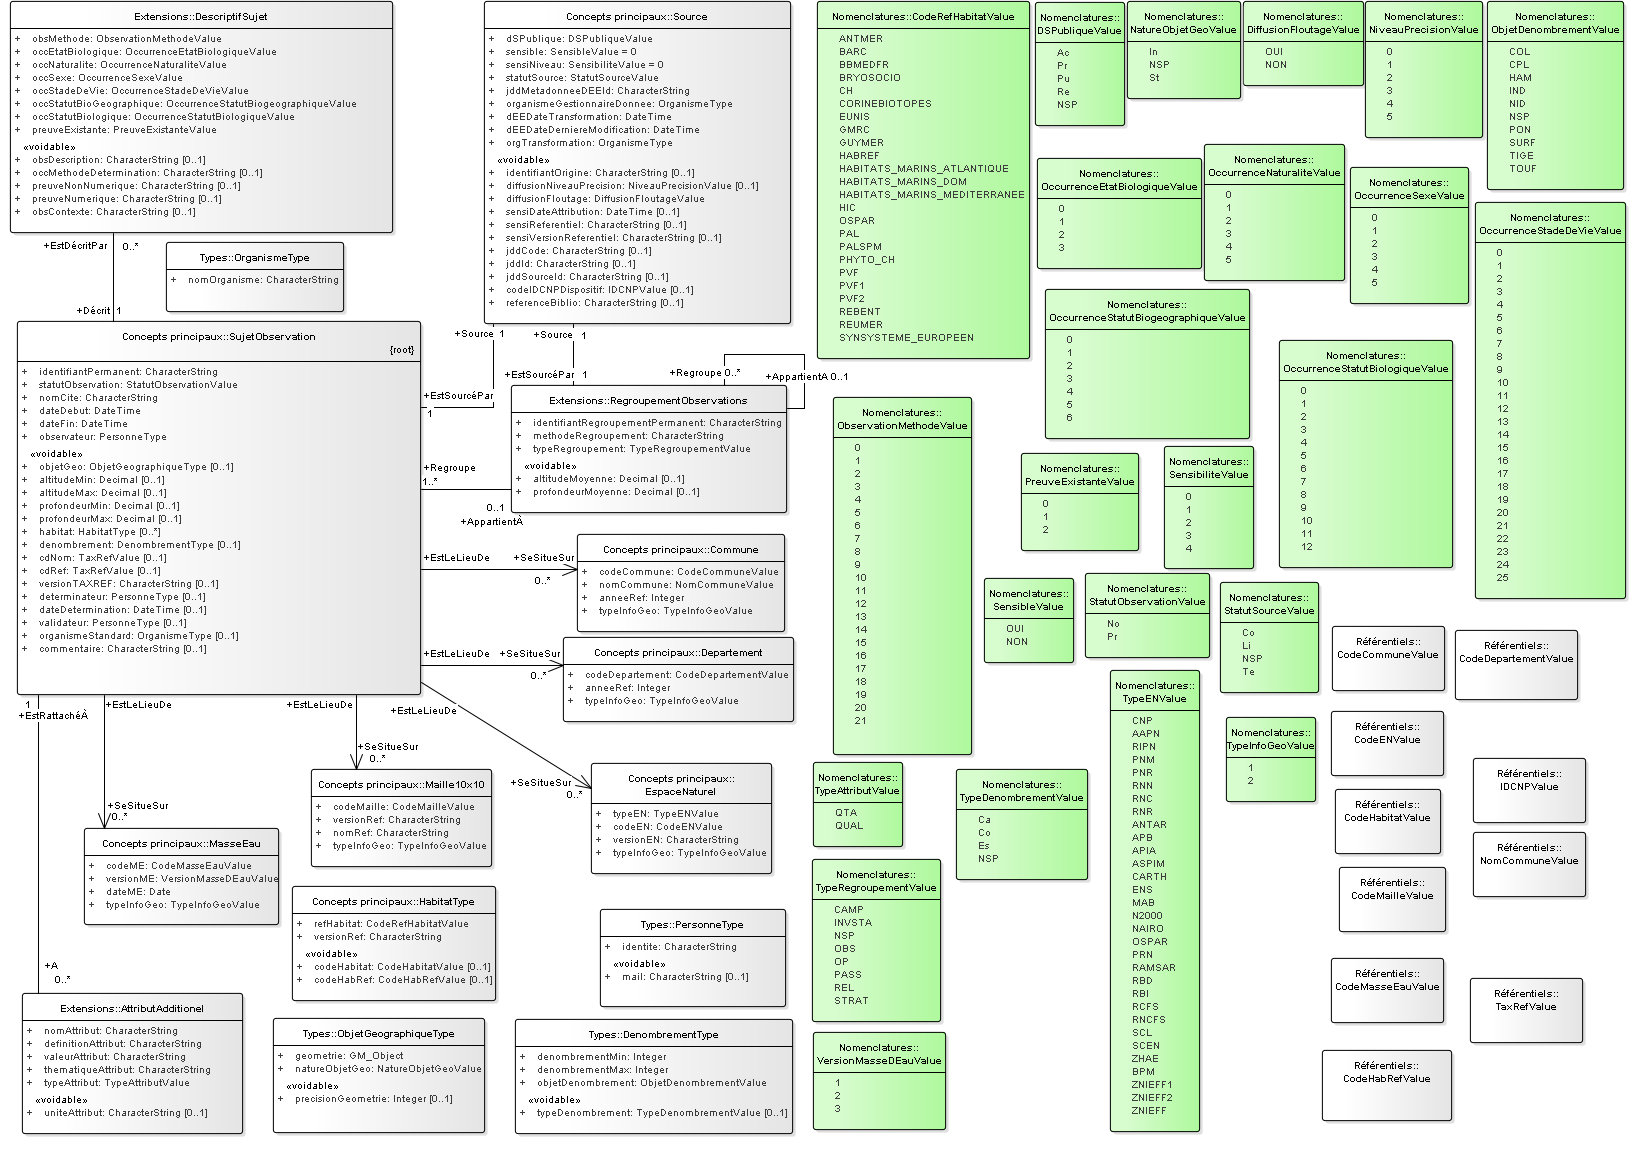 Extensions::DescriptifSujet
+ obsMethode: ObservationMethodeValue
+ occEtatBiologique: OccurrenceEtatBiologiqueValue
+ occNaturalite: OccurrenceNaturaliteValue
+ occSexe: OccurrenceSexeValue
+ occStadeDeVie: OccurrenceStadeDeVieValue
+ occStatutBioGeographique: OccurrenceStatutBiogeographiqueValue
+ occStatutBiologique: OccurrenceStatutBiologiqueValue
+ preuveExistante: PreuveExistanteValue
«voidable»
+ obsDescription: CharacterString [0..1]
+ occMethodeDetermination: CharacterString [0..1]
+ preuveNonNumerique: CharacterString [0..1]
+ preuveNumerique: CharacterString [0..1]
+ obsContexte: CharacterString [0..1]
+EstDécritPar 0..*
+Décrit 1
Types::OrganismeType
+ nomOrganisme: CharacterString
Concepts principaux::Source
+ dSPublique: DSPubliqueValue
+ sensible: SensibleValue = 0
+ sensiNiveau: SensibiliteValue = 0
+ statutSource: StatutSourceValue
+ jddMetadonneeDEEId: CharacterString
+ organismeGestionnaireDonnee: OrganismeType
+ dEEDateTransformation: DateTime
+ dEEDateDerniereModification: DateTime
+ orgTransformation: OrganismeType
«voidable»
+ identifiantOrigine: CharacterString [0..1]
+ diffusionNiveauPrecision: NiveauPrecisionValue [0..1]
+ diffusionFloutage: DiffusionFloutageValue
+ sensiDateAttribution: DateTime [0..1]
+ sensiReferentiel: CharacterString [0..1]
+ sensiVersionReferentiel: CharacterString [0..1]
+ jddCode: CharacterString [0..1]
+ jddId: CharacterString [0..1]
+ jddSourceId: CharacterString [0..1]
+ codeIDCNPDispositif: IDCNPValue [0..1]
+ referenceBiblio: CharacterString [0..1]
+Source 1
+Source 1
+EstSourcéPar 1
+EstSourcéPar
1
Concepts principaux::SujetObservation
{root}
+ identifiantPermanent: CharacterString
+ statutObservation: StatutObservationValue
+ nomCite: CharacterString
+ dateDebut: DateTime
+ dateFin: DateTime
+ observateur: PersonneType
«voidable»
+ objetGeo: ObjetGeographiqueType [0..1]
+ altitudeMin: Decimal [0..1]
+ altitudeMax: Decimal [0..1]
+ profondeurMin: Decimal [0..1]
+ profondeurMax: Decimal [0..1]
+ habitat: HabitatType [0..*]
+ denombrement: DenombrementType [0..1]
+ cdNom: TaxRefValue [0..1]
+ cdRef: TaxRefValue [0..1]
+ versionTAXREF: CharacterString [0..1]
+ determinateur: PersonneType [0..1]
+ dateDetermination: DateTime [0..1]
+ validateur: PersonneType [0..1]
+ organismeStandard: OrganismeType [0..1]
+ commentaire: CharacterString [0..1]
+Regroupe 0..*
+AppartientA 0..1
Extensions::RegroupementObservations
+ identifiantRegroupementPermanent: CharacterString
+ methodeRegroupement: CharacterString
+ typeRegroupement: TypeRegroupementValue
«voidable»
+ altitudeMoyenne: Decimal [0..1]
+ profondeurMoyenne: Decimal [0..1]
+Regroupe
1..*
0..1
+AppartientÀ
+EstLeLieuDe +SeSitueSur
0..*
Concepts principaux::Commune
+ codeCommune: CodeCommuneValue
+ nomCommune: NomCommuneValue
+ anneeRef: Integer
+ typeInfoGeo: TypeInfoGeoValue
+EstLeLieuDe +SeSitueSur
0..*
Concepts principaux::Departement
+ codeDepartement: CodeDepartementValue
+ anneeRef: Integer
+ typeInfoGeo: TypeInfoGeoValue
1
+EstRattachéÀ
+EstLeLieuDe
+EstLeLieuDe
+EstLeLieuDe
+SeSitueSur
0..*
+SeSitueSur
0..*
+SeSitueSur
0..*
Concepts principaux::Maille10x10
+ codeMaille: CodeMailleValue
+ versionRef: CharacterString
+ nomRef: CharacterString
+ typeInfoGeo: TypeInfoGeoValue
Concepts principaux::
EspaceNaturel
+ typeEN: TypeENValue
+ codeEN: CodeENValue
+ versionEN: CharacterString
+ typeInfoGeo: TypeInfoGeoValue
Concepts principaux::MasseEau
+ codeME: CodeMasseEauValue
+ versionME: VersionMasseDEauValue
+ dateME: Date
+ typeInfoGeo: TypeInfoGeoValue
Concepts principaux::HabitatType
+ refHabitat: CodeRefHabitatValue
+ versionRef: CharacterString
«voidable»
+ codeHabitat: CodeHabitatValue [0..1]
+ codeHabRef: CodeHabRefValue [0..1]
Types::PersonneType
+ identite: CharacterString
«voidable»
+ mail: CharacterString [0..1]
+A
0..*
Extensions::AttributAdditionel
+ nomAttribut: CharacterString
+ definitionAttribut: CharacterString
+ valeurAttribut: CharacterString
+ thematiqueAttribut: CharacterString
+ typeAttribut: TypeAttributValue
«voidable»
+ uniteAttribut: CharacterString [0..1]
Types::ObjetGeographiqueType
+ geometrie: GM_Object
+ natureObjetGeo: NatureObjetGeoValue
«voidable»
+ precisionGeometrie: Integer [0..1]
Types::DenombrementType
+ denombrementMin: Integer
+ denombrementMax: Integer
+ objetDenombrement: ObjetDenombrementValue
«voidable»
+ typeDenombrement: TypeDenombrementValue [0..1]
Nomenclatures::CodeRefHabitatValue
ANTMER
BARC
BBMEDFR
BRYOSOCIO
CH
CORINEBIOTOPES
EUNIS
GMRC
GUYMER
HABREF
HABITATS_MARINS_ATLANTIQUE
HABITATS_MARINS_DOM
HABITATS_MARINS_MEDITERRANEE
HIC
OSPAR
PAL
PALSPM
PHYTO_CH
PVF
PVF1
PVF2
REBENT
REUMER
SYNSYSTEME_EUROPEEN
Nomenclatures::
DSPubliqueValue
Ac
Pr
Pu
Re
NSP
Nomenclatures::
NatureObjetGeoValue
In
NSP
St
Nomenclatures::
DiffusionFloutageValue
OUI
NON
Nomenclatures::
NiveauPrecisionValue
0
1
2
3
4
5
Nomenclatures::
ObjetDenombrementValue
COL
CPL
HAM
IND
NID
NSP
PON
SURF
TIGE
TOUF
Nomenclatures::
OccurrenceEtatBiologiqueValue
0
1
2
3
Nomenclatures::
OccurrenceNaturaliteValue
0
1
2
3
4
5
Nomenclatures::
OccurrenceSexeValue
0
1
2
3
4
5
Nomenclatures::
OccurrenceStadeDeVieValue
0
1
2
3
4
5
6
7
8
9
10
11
12
13
14
15
16
17
18
19
20
21
22
23
24
25
Nomenclatures::
OccurrenceStatutBiogeographiqueValue
0
1
2
3
4
5
6
Nomenclatures::
OccurrenceStatutBiologiqueValue
0
1
2
3
4
5
6
7
8
9
10
11
12
Nomenclatures::
ObservationMethodeValue
0
1
2
3
4
5
6
7
8
9
10
11
12
13
14
15
16
17
18
19
20
21
Nomenclatures::
PreuveExistanteValue
0
1
2
Nomenclatures::
SensibiliteValue
0
1
2
3
4
Nomenclatures::
SensibleValue
OUI
NON
Nomenclatures::
StatutObservationValue
No
Pr
Nomenclatures::
StatutSourceValue
Co
Li
NSP
Te
Nomenclatures::
TypeENValue
CNP
AAPN
RIPN
PNM
PNR
RNN
RNC
RNR
ANTAR
APB
APIA
ASPIM
CARTH
ENS
MAB
N2000
NAIRO
OSPAR
PRN
RAMSAR
RBD
RBI
RCFS
RNCFS
SCL
SCEN
ZHAE
BPM
ZNIEFF1
ZNIEFF2
ZNIEFF
Nomenclatures::
TypeInfoGeoValue
1
2
Nomenclatures::
TypeAttributValue
QTA
QUAL
Nomenclatures::
TypeDenombrementValue
Ca
Co
Es
NSP
Nomenclatures::
TypeRegroupementValue
CAMP
INVSTA
NSP
OBS
OP
PASS
REL
STRAT
Nomenclatures::
VersionMasseDEauValue
1
2
3
Référentiels::
CodeCommuneValue
Référentiels::
CodeDepartementValue
Référentiels::
CodeENValue
Référentiels::
IDCNPValue
Référentiels::
CodeHabitatValue
Référentiels::
NomCommuneValue
Référentiels::
CodeMailleValue
Référentiels::
CodeMasseEauValue
Référentiels::
TaxRefValue
Référentiels::
CodeHabRefValue